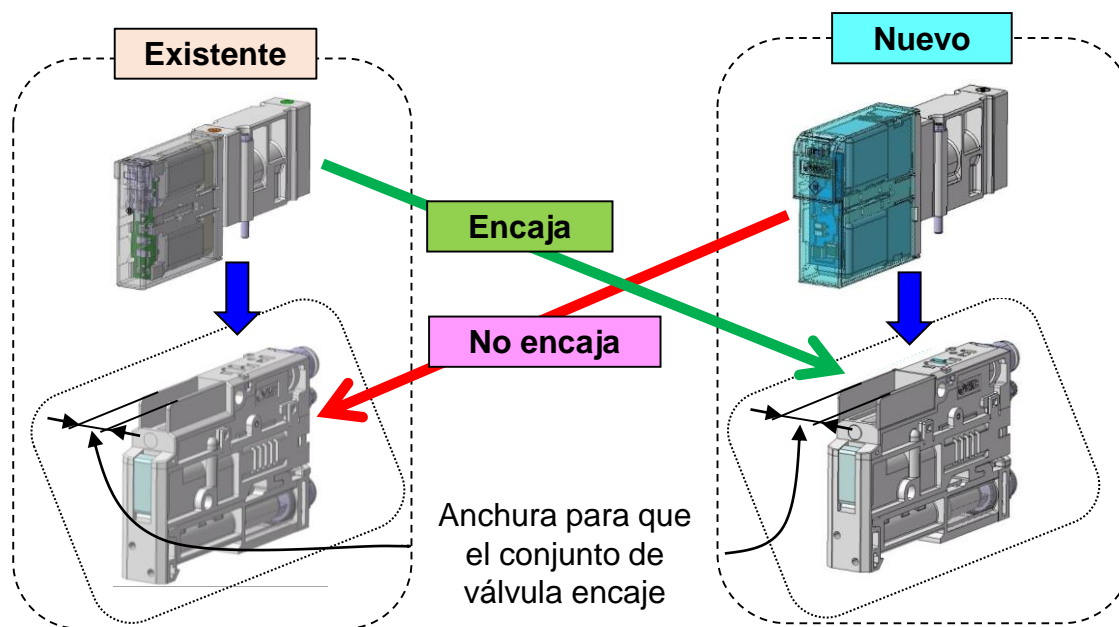 Existente
Nuevo
Encaja
No encaja
Anchura para que
el conjunto de
válvula encaje